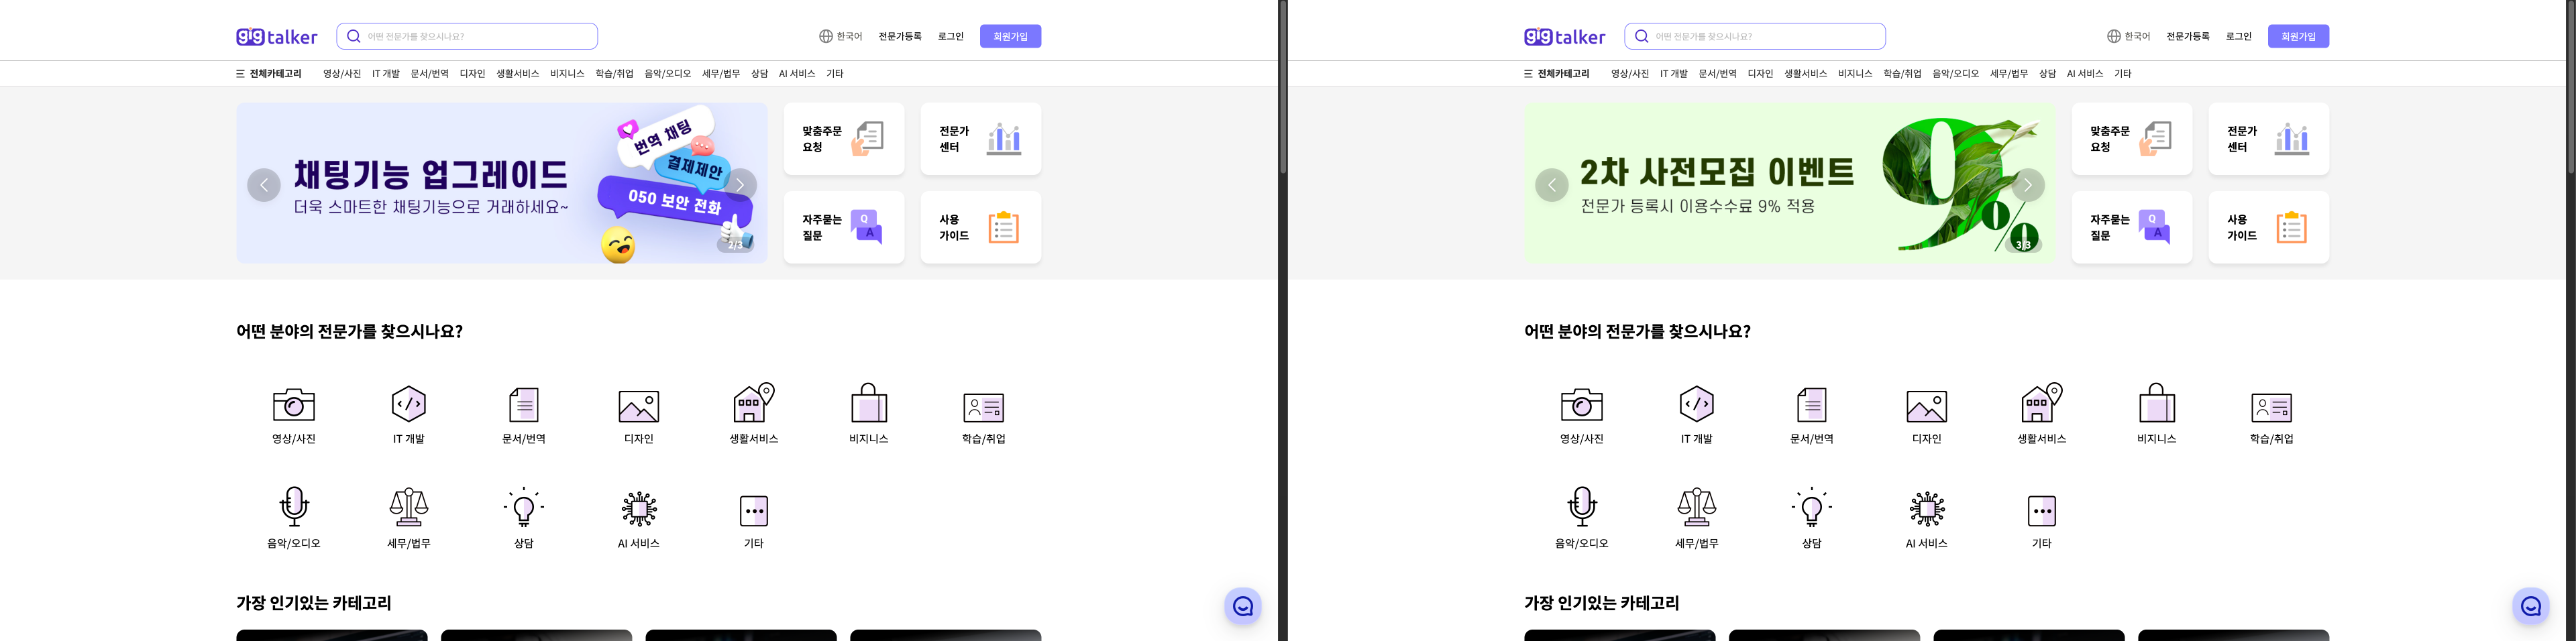 gigtalker 어떤 전문가를 찾으시나요? 한국어 전문가등록 로그인 회원가입
전체카테고리 영상/사진 IT 개발 문서/번역 디자인 생활서비스 비지니스 학습/취업 음악/오디오 세무/법무 상담 AI 서비스 기타
채팅기능 업그레이드
더욱 스마트한 채팅기능으로 거래하세요~
번역 채팅
결제제안
050 보안 전화
2/3
맞춤주문
요청
전문가
센터
자주묻는
질문
Q
A
사용
가이드
어떤 분야의 전문가를 찾으시나요?
영상/사진 IT 개발 문서/번역 디자인 생활서비스 비지니스 학습/취업
음악/오디오 세무/법무 상담 AI 서비스 기타
가장 인기있는 카테고리
gigtalker 어떤 전문가를 찾으시나요? 한국어 전문가등록 로그인 회원가입
전체카테고리 영상/사진 IT 개발 문서/번역 디자인 생활서비스 비지니스 학습/취업 음악/오디오 세무/법무 상담 AI 서비스 기타
2차 사전모집 이벤트
전문가 등록시 이용수수료 9% 적용
9%
3/3
맞춤주문
요청
전문가
센터
자주묻는
질문
Q
A
사용
가이드
어떤 분야의 전문가를 찾으시나요?
영상/사진 IT 개발 문서/번역 디자인 생활서비스 비지니스 학습/취업
음악/오디오 세무/법무 상담 AI 서비스 기타
가장 인기있는 카테고리